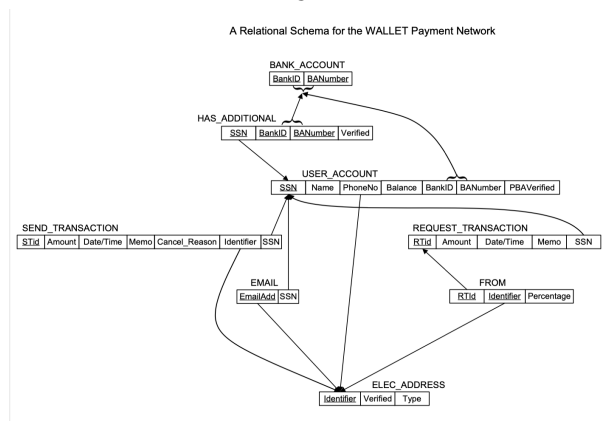 A Relational Schema for the WALLET Payment Network
BANK_ACCOUNT
BankID BANumber
HAS_ADDITIONAL
SSN BankID BANumber Verified
USER_ACCOUNT
SSN Name PhoneNo Balance BankID BANumber PBAVerified
SEND_TRANSACTION
STid Amount Date/Time Memo Cancel_Reason Identifier SSN
REQUEST_TRANSACTION
RTid Amount Date/Time Memo SSN
EMAIL
EmailAdd SSN
FROM
RTId Identifier Percentage
ELEC_ADDRESS
Identifier Verified Type